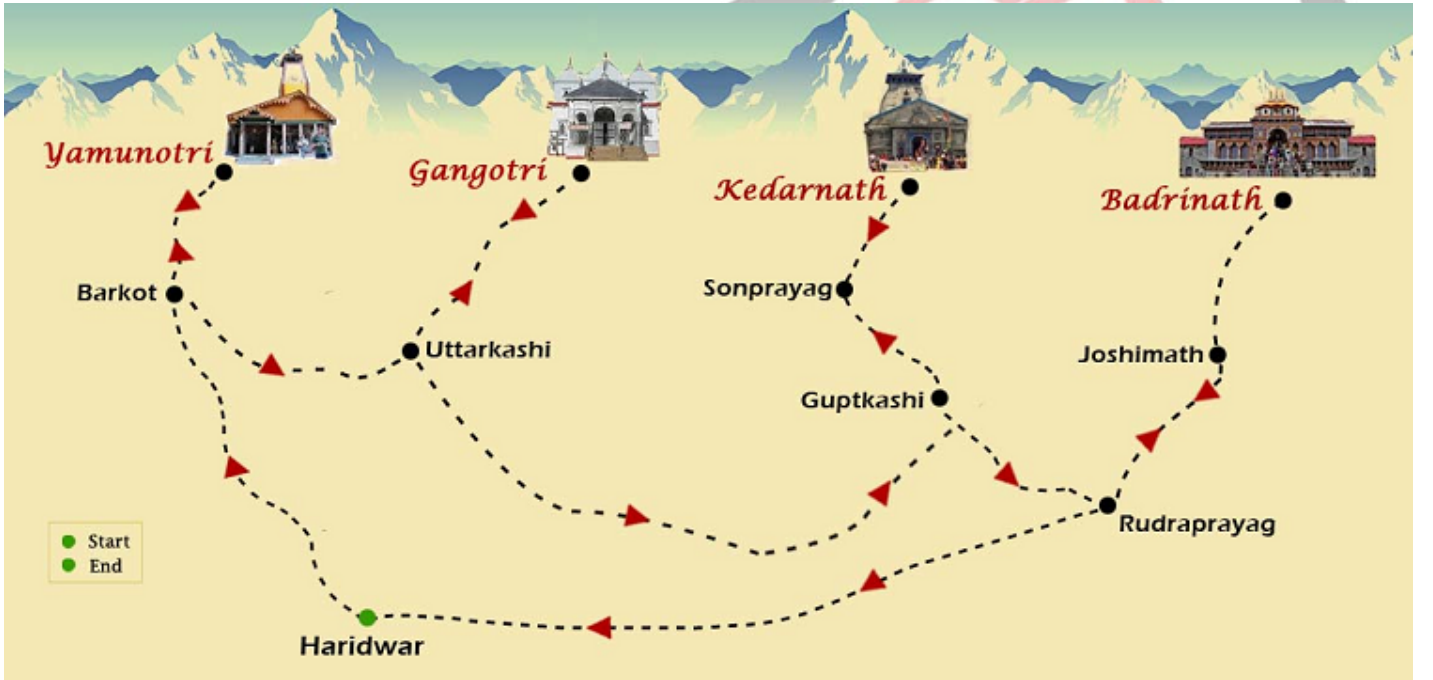 Yamunotri
Gangotri
Kedarnath
Badrinath
Barkot
Sonprayag
Uttarkashi
Joshimath
Guptkashi
Rudraprayag
Start
End
Haridwar